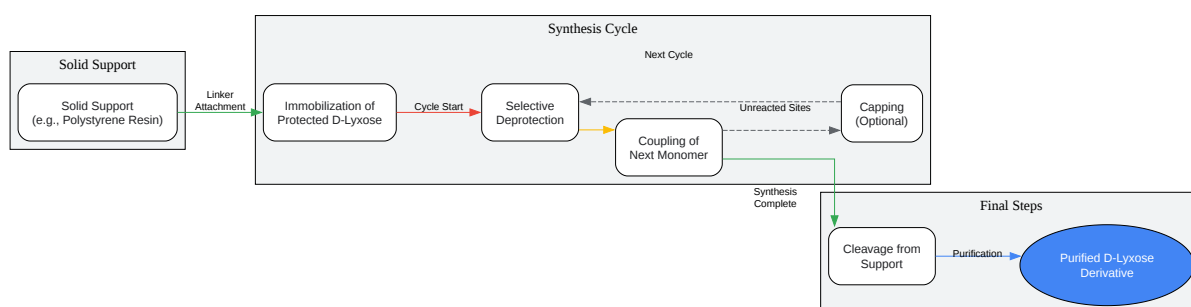 Synthesis Cycle
Next Cycle
Solid Support
Solid Support
(e.g., Polystyrene Resin)
Linker
Attachment
Immobilization of
Protected D-Lyxose
Cycle Start
Selective
Deprotection
Unreacted Sites
Capping
(Optional)
Coupling of
Next Monomer
Synthesis
Complete
Final Steps
Cleavage from
Support
Purification
Purified D-Lyxose
Derivative